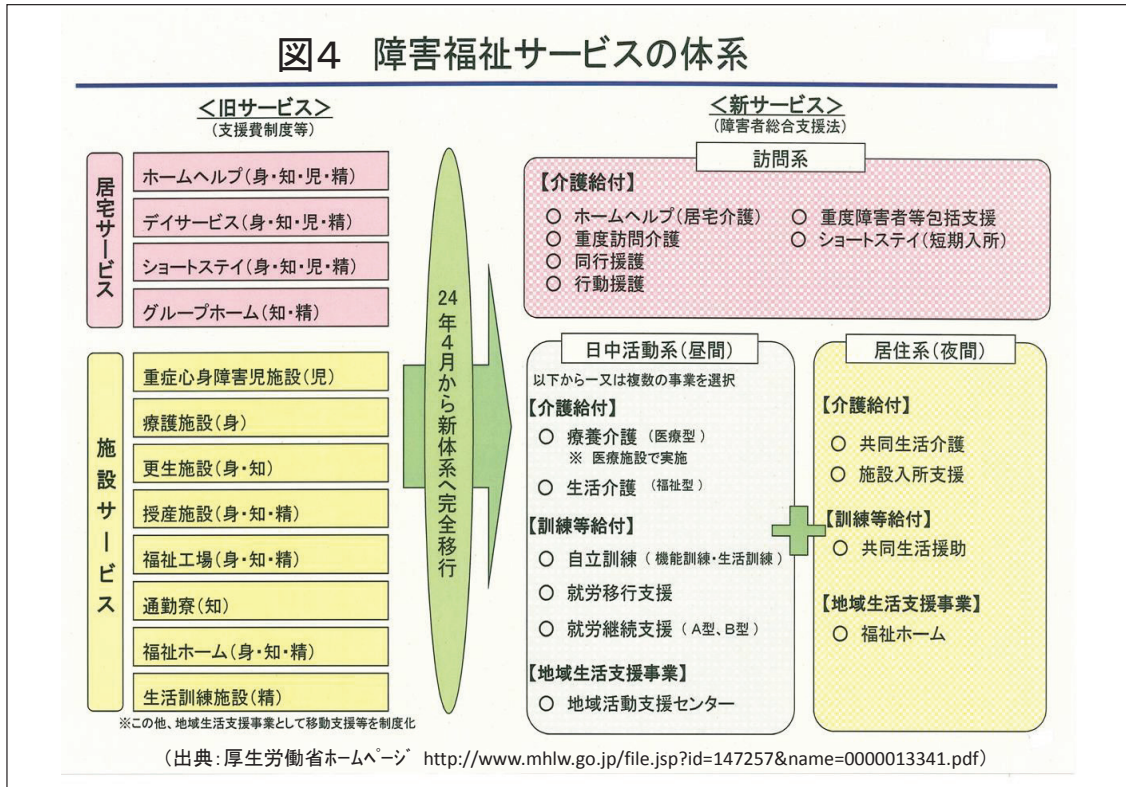 図4 障害福祉サービスの体系
<旧サービス>
(支援費制度等)
居宅サービス
ホームヘルプ(身・知・児・精)
デイサービス(身・知・児・精)
ショートステイ(身・知・児・精)
グループホーム(知・精)
施設サービス
重症心身障害児施設(児)
療護施設(身)
更生施設(身・知)
授産施設(身・知・精)
福祉工場(身・知・精)
通勤寮(知)
福祉ホーム(身・知・精)
生活訓練施設(精)
※この他、地域生活支援事業として移動支援等を制度化
24年4月から新体系へ完全移行
<新サービス>
(障害者総合支援法)
訪問系
【介護給付】
○ ホームヘルプ(居宅介護)
○ 重度訪問介護
○ 同行援護
○ 行動援護
○ 重度障害者等包括支援
○ ショートステイ(短期入所)
日中活動系(昼間)
以下から一又は複数の事業を選択
【介護給付】
○ 療養介護 (医療型)
※ 医療施設で実施
○ 生活介護 (福祉型)
【訓練等給付】
○ 自立訓練 (機能訓練・生活訓練)
○ 就労移行支援
○ 就労継続支援 (A型、B型)
【地域生活支援事業】
○ 地域活動支援センター
居住系(夜間)
【介護給付】
○ 共同生活介護
○ 施設入所支援
【訓練等給付】
○ 共同生活援助
【地域生活支援事業】
○ 福祉ホーム
(出典:厚生労働省ホームページ http://www.mhlw.go.jp/file.jsp?id=147257&name=0000013341.pdf)